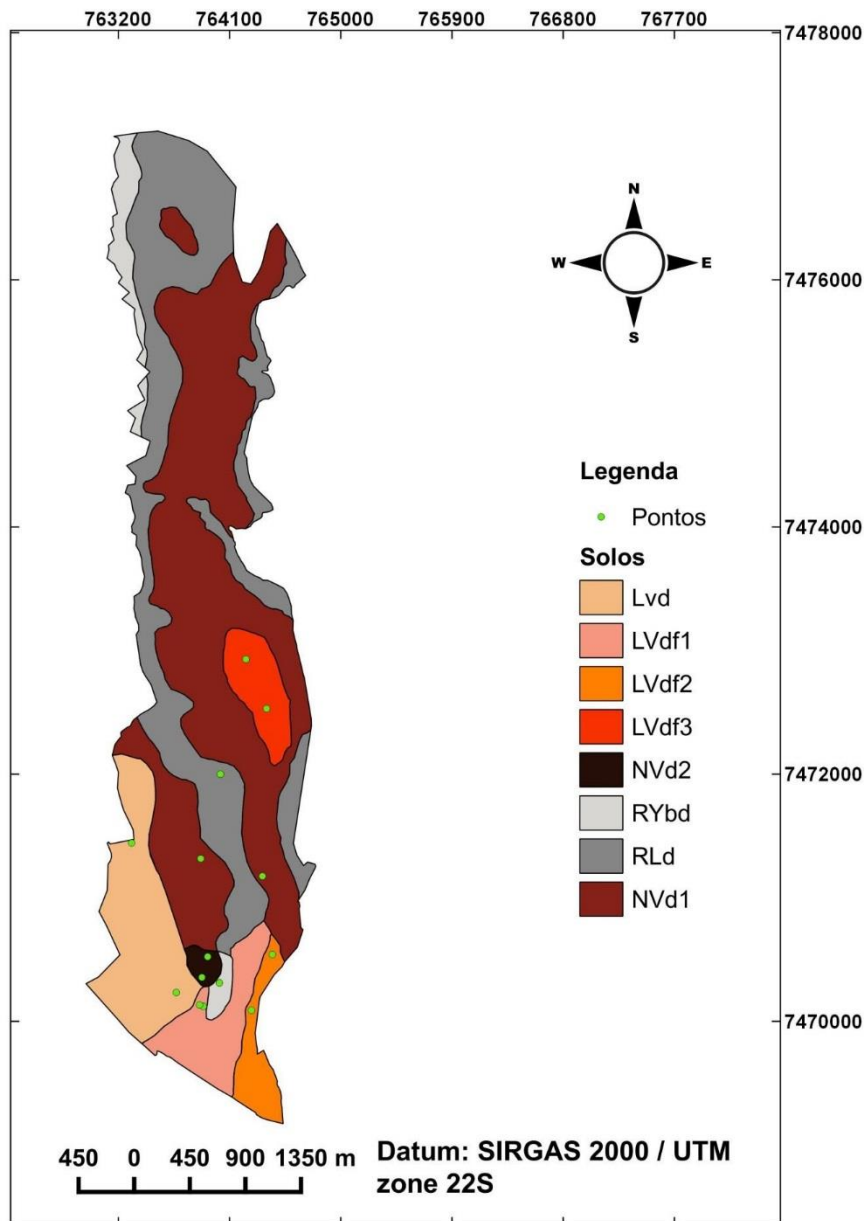 763200 764100 765000 765900 766800 767700
7478000
N
W E
S
7476000
Legenda
Pontos
7474000
Solos
Lvd
LVdf1
LVdf2
LVdf3
NVd2
7472000
RYbd
RLd
NVd1
7470000
450 0 450 900 1350 m
Datum: SIRGAS 2000 / UTM
zone 22S